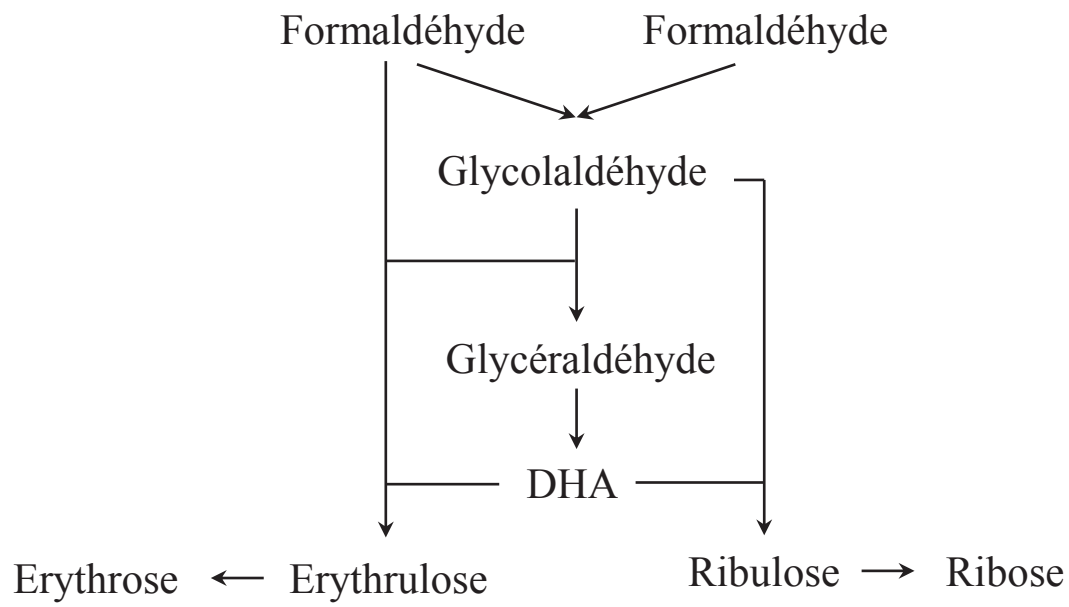 Formaldéhyde Formaldéhyde
Glycolaldéhyde
Glycéraldéhyde
DHA
Erythrose Erythrulose Ribulose Ribose